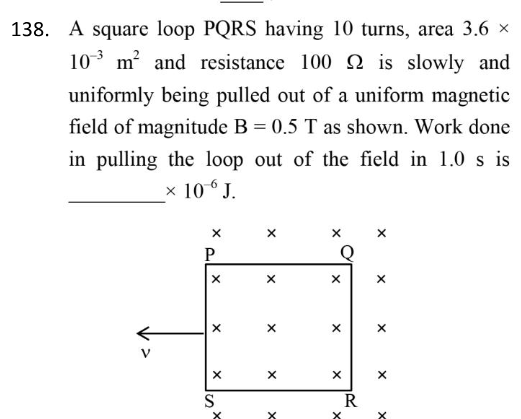 138. A square loop PQRS having 10 turns, area 3.6 ×
10⁻³ m² and resistance 100 Ω is slowly and
uniformly being pulled out of a uniform magnetic
field of magnitude B = 0.5 T as shown. Work done
in pulling the loop out of the field in 1.0 s is
________ × 10⁻⁶ J.
× × × ×
P Q
× × × ×
× × × ×
v
× × × ×
S R
× × × ×